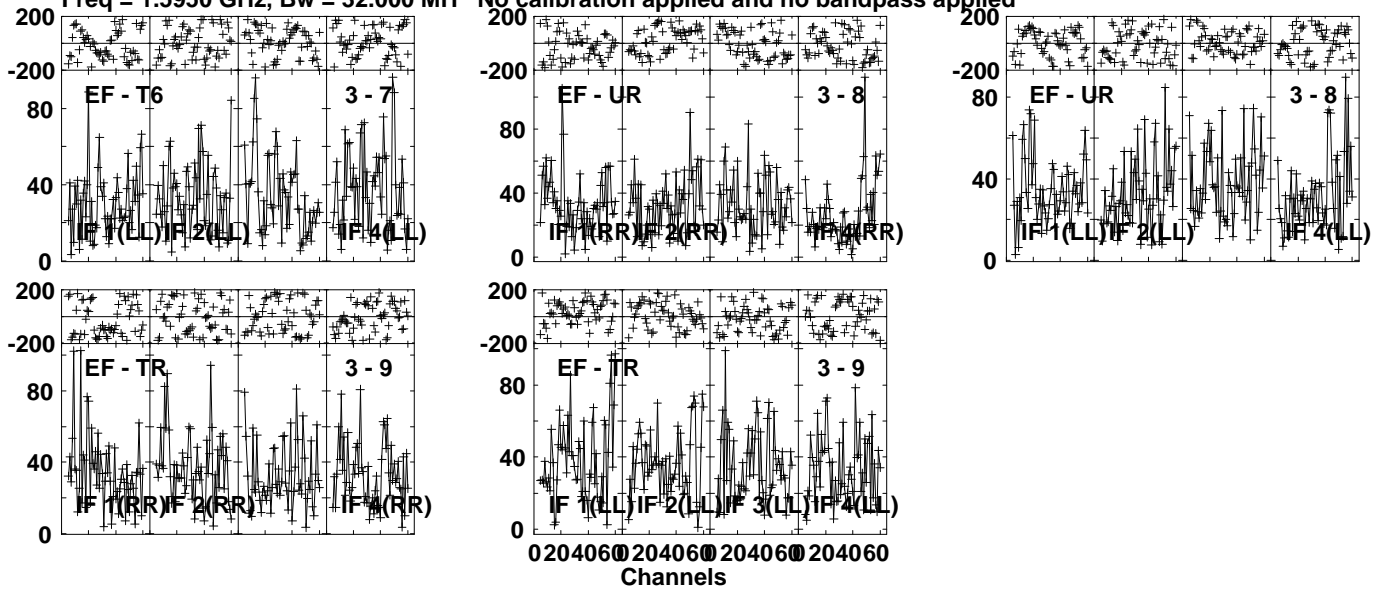 Freq = 1.5950 GHz, Bw = 32.000 MH No calibration applied and no bandpass applied
200 200 200
-200 -200 -200
EF - T6 3 - 7 EF - UR 3 - 8 EF - UR 3 - 8
80 80 80
40 40 40
IF 1(LL) IF 2(LL) IF 4(LL) IF 1(RR) IF 2(RR) IF 4(RR) IF 1(LL) IF 2(LL) IF 4(LL)
0 0 0
200 200
-200 -200
EF - TR 3 - 9 EF - TR 3 - 9
80 80
40 40
IF 1(RR) IF 2(RR) IF 4(RR) IF 1(LL) IF 2(LL) IF 3(LL) IF 4(LL)
0 0
0 20 40 60 0 20 40 60 0 20 40 60 0 20 40 60
Channels